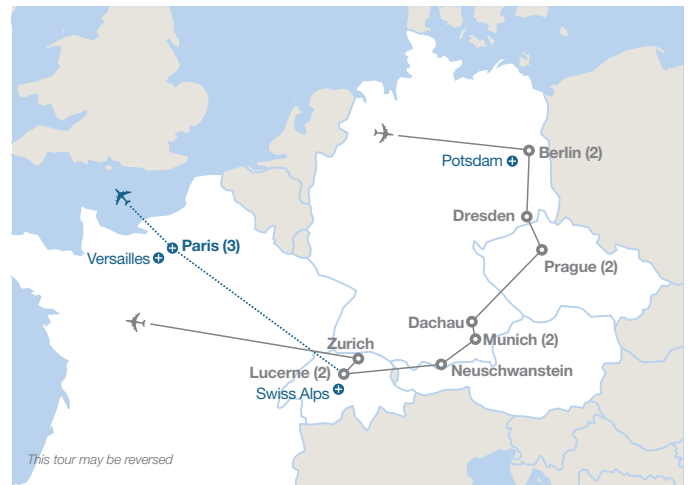 Berlin (2)
Potsdam
Dresden
Paris (3)
Versailles
Prague (2)
Dachau
Munich (2)
Zurich
Lucerne (2)
Neuschwanstein
Swiss Alps
This tour may be reversed